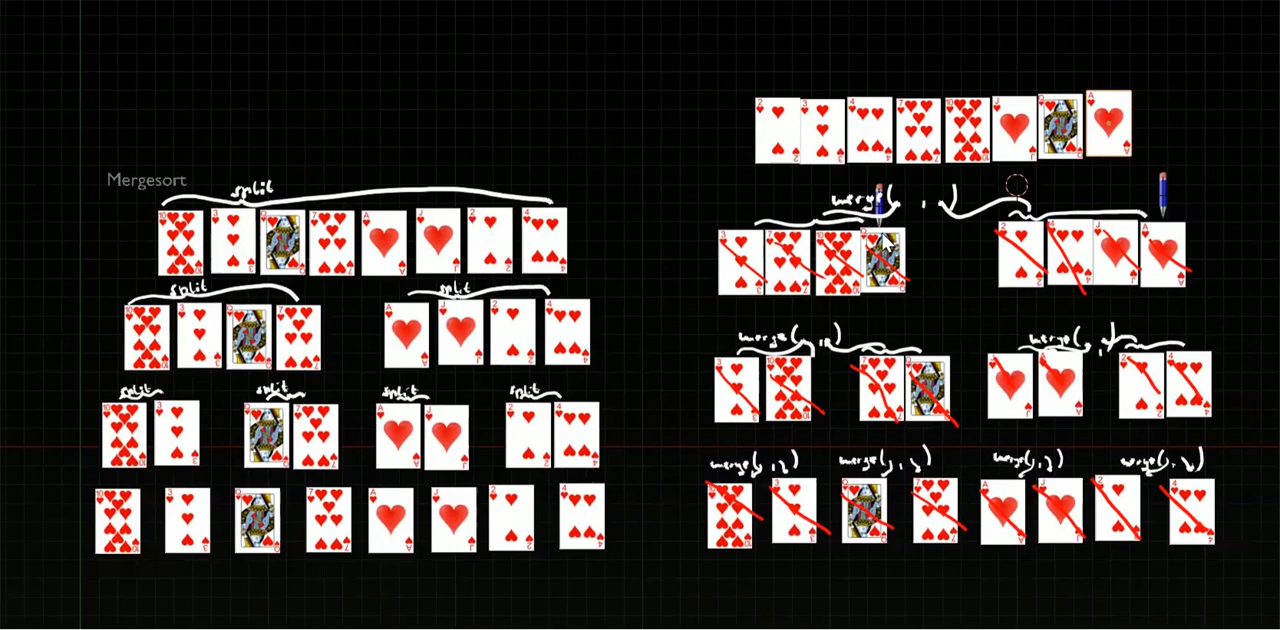 Mergesort
split
split
split
split
split
split
split
merge( , )
merge( , )
merge( , )
merge( , )
merge( , )
merge( , )
merge( , )